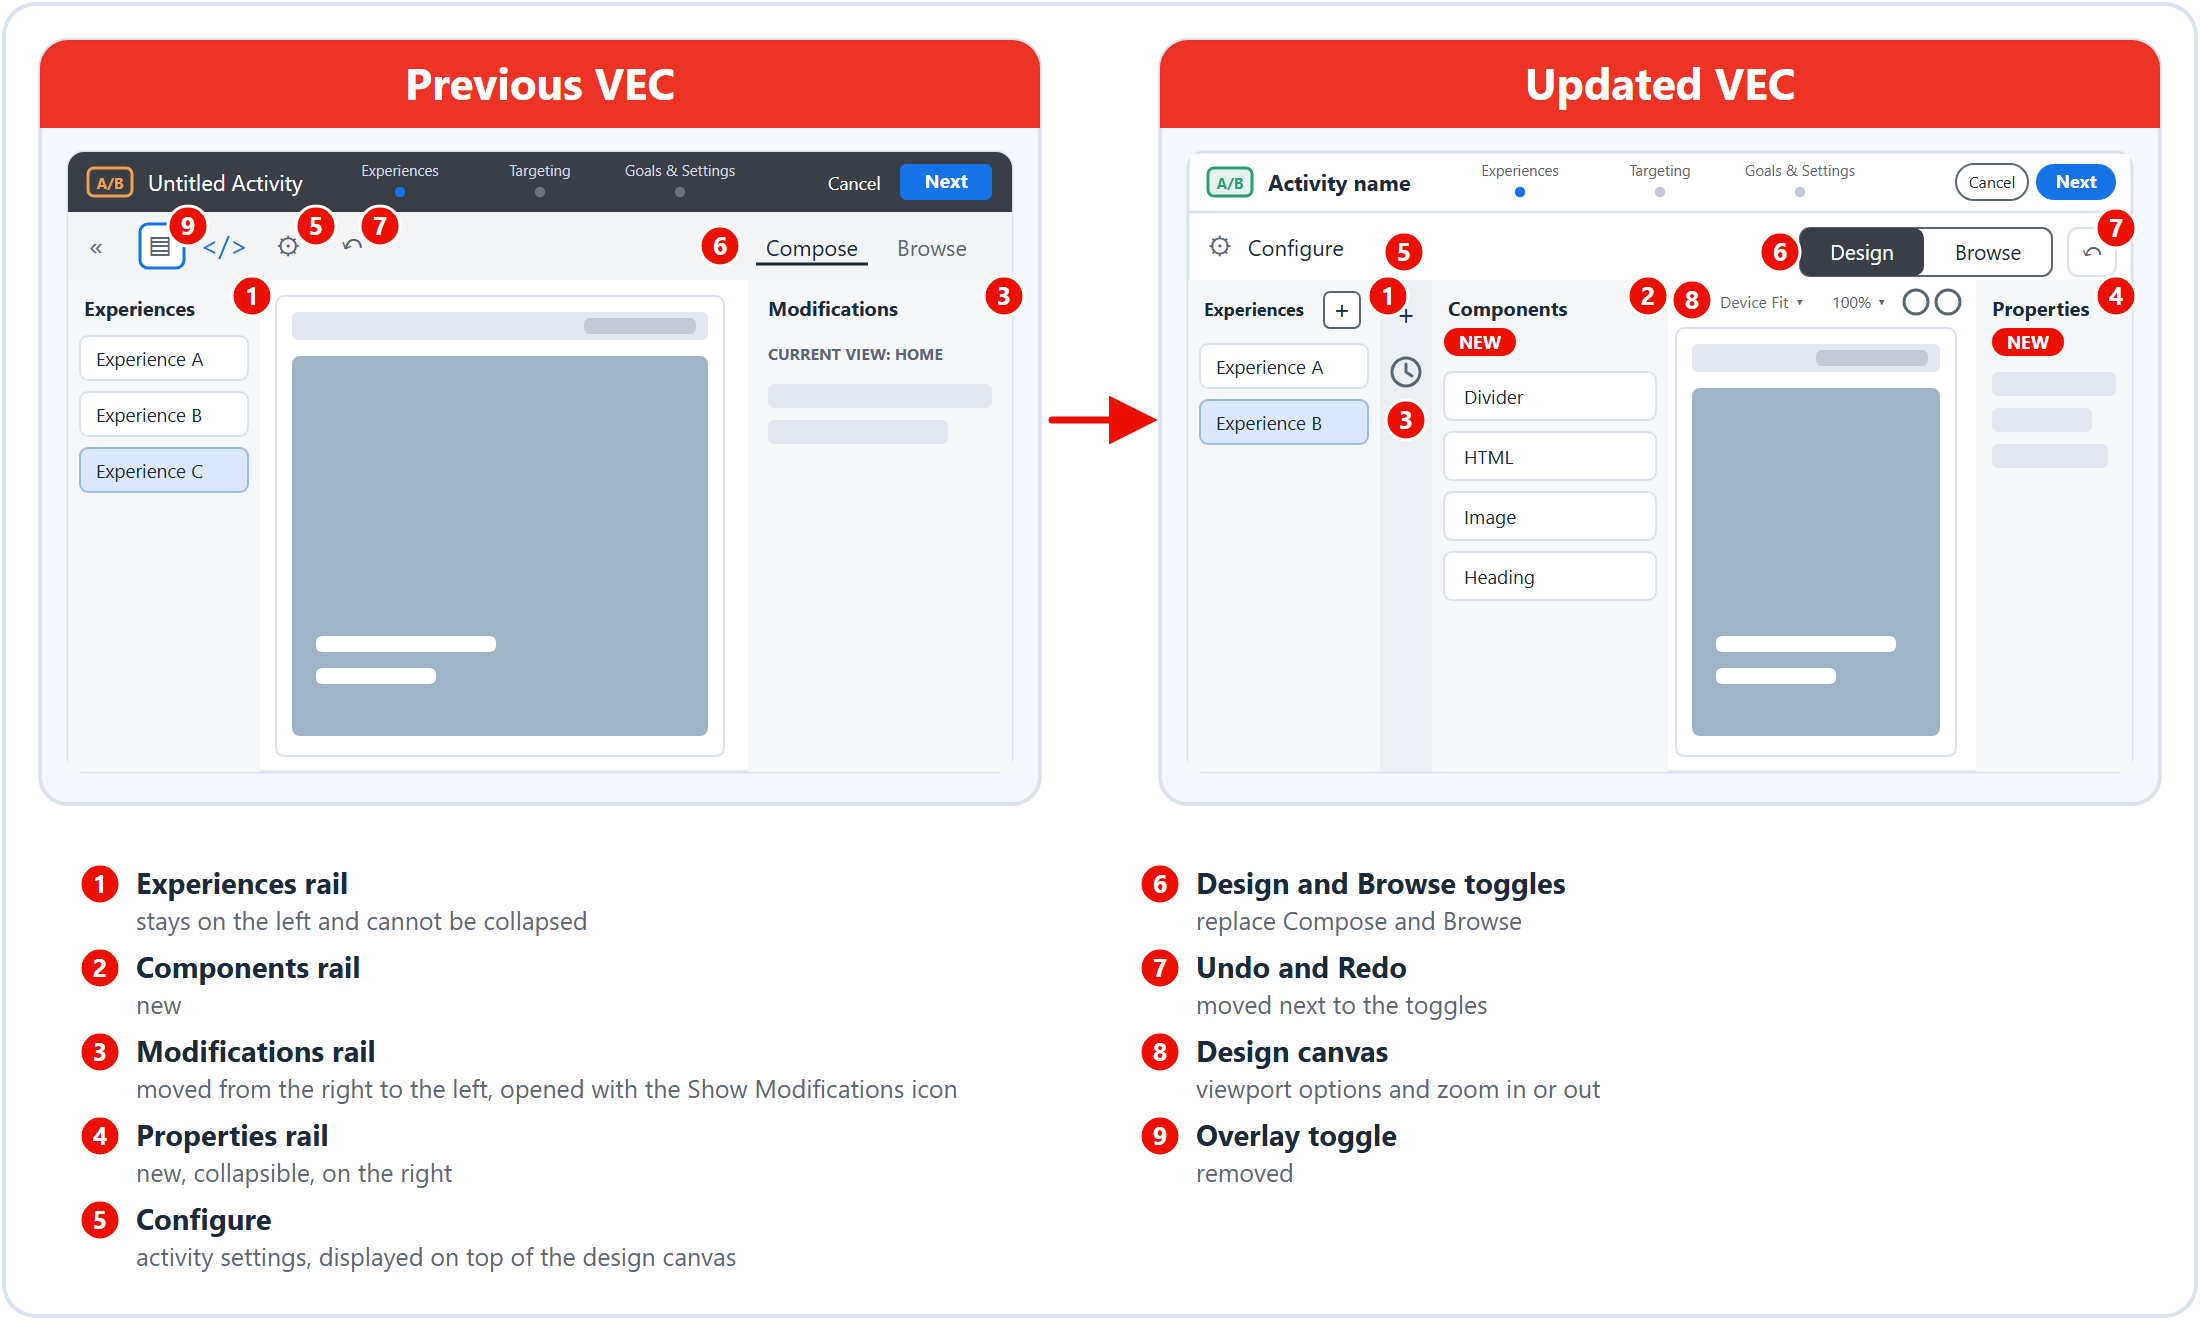 Previous VEC
A/B Untitled Activity Experiences Targeting Goals & Settings Cancel Next
« 9 </> 5 7 6 Compose Browse
Experiences 1
Experience A
Experience B
Experience C
Modifications 3
CURRENT VIEW: HOME
Updated VEC
A/B Activity name Experiences Targeting Goals & Settings Cancel Next
Configure 5 6 Design Browse 7
Experiences + 1
Experience A
Experience B
+
3
Components 2
NEW
Divider
HTML
Image
Heading
8 Device Fit 100%
Properties 4
NEW
1 Experiences rail
stays on the left and cannot be collapsed
2 Components rail
new
3 Modifications rail
moved from the right to the left, opened with the Show Modifications icon
4 Properties rail
new, collapsible, on the right
5 Configure
activity settings, displayed on top of the design canvas
6 Design and Browse toggles
replace Compose and Browse
7 Undo and Redo
moved next to the toggles
8 Design canvas
viewport options and zoom in or out
9 Overlay toggle
removed